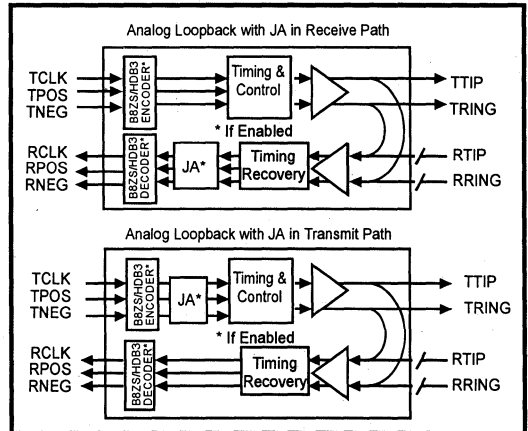 Analog Loopback with JA in Receive Path
TCLK
TPOS
TNEG
B8ZS/HDB3
ENCODER*
Timing &
Control
TTIP
TRING
* If Enabled
RCLK
RPOS
RNEG
B8ZS/HDB3
DECODER*
JA*
Timing
Recovery
RTIP
RRING
Analog Loopback with JA in Transmit Path
TCLK
TPOS
TNEG
B8ZS/HDB3
ENCODER*
JA*
Timing &
Control
TTIP
TRING
* If Enabled
RCLK
RPOS
RNEG
B8ZS/HDB3
DECODER*
Timing
Recovery
RTIP
RRING